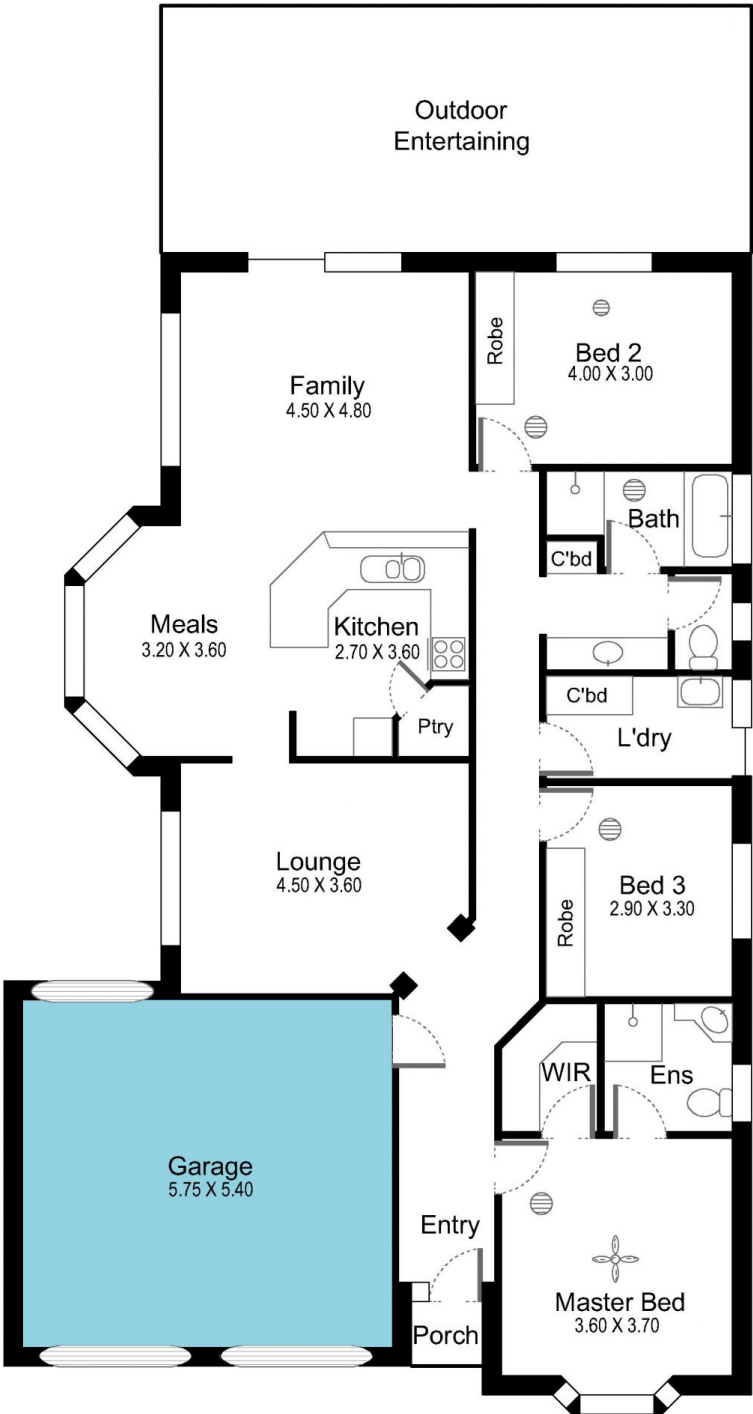 Outdoor
Entertaining
Robe
Bed 2
4.00 X 3.00
Family
4.50 X 4.80
Bath
C'bd
Meals
3.20 X 3.60
Kitchen
2.70 X 3.60
Ptry
C'bd
L'dry
Lounge
4.50 X 3.60
Robe
Bed 3
2.90 X 3.30
WIR
Ens
Garage
5.75 X 5.40
Entry
Master Bed
3.60 X 3.70
Porch